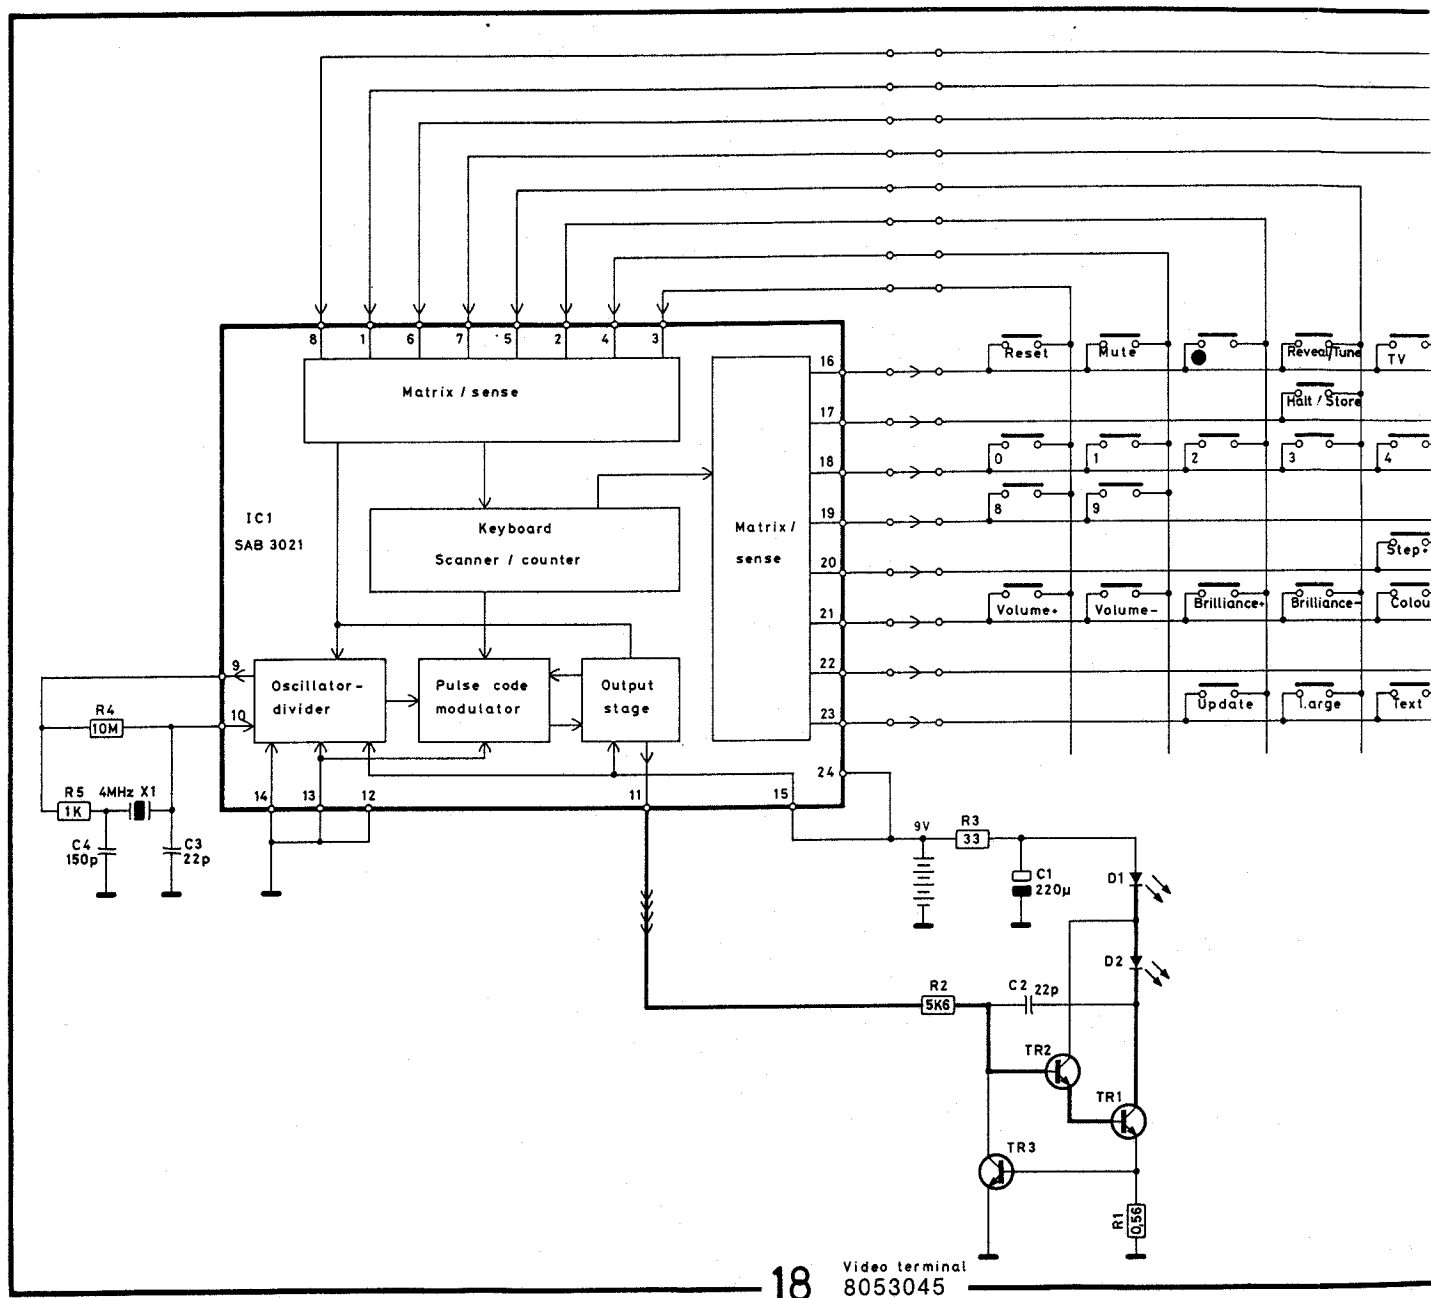 8 1 6 7 5 2 4 3
Matrix / sense
16
17
18
19
20
21
22
23
24
Reset Mute Reveal/Tune TV
Halt / Store
0 1 2 3 4
8 9
Step+
Volume+ Volume- Brilliance+ Brilliance- Colou
Update Large Text
IC1
SAB 3021
Keyboard
Scanner / counter
Matrix /
sense
9
10
Oscillator-
divider
Pulse code
modulator
Output
stage
R4
10M
R5
1K
4MHz X1
C4
150p
C3
22p
14 13 12 11 15
9V
R3
33
C1
220µ
D1
D2
R2
5K6
C2 22p
TR2
TR1
TR3
R1
0,56
18
Video terminal
8053045